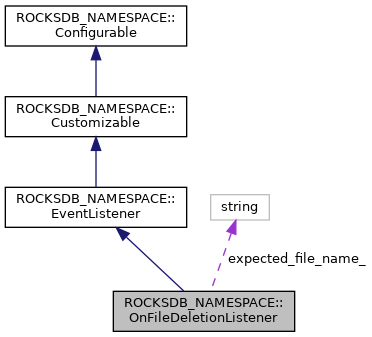 ROCKSDB_NAMESPACE::
Configurable
ROCKSDB_NAMESPACE::
Customizable
ROCKSDB_NAMESPACE::
EventListener
string
expected_file_name_
ROCKSDB_NAMESPACE::
OnFileDeletionListener